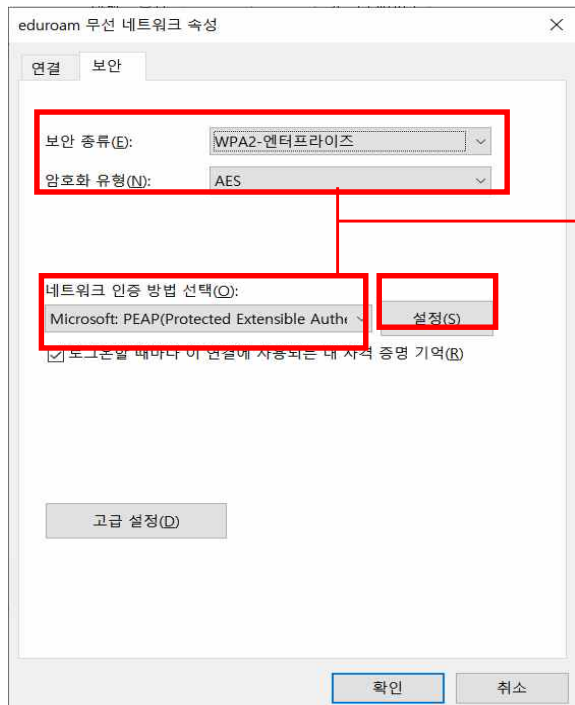 eduroam 무선 네트워크 속성
연결 보안
보안 종류(E): WPA2-엔터프라이즈
암호화 유형(N): AES
네트워크 인증 방법 선택(O):
Microsoft: PEAP(Protected Extensible Authe 설정(S)
로그온할 때마다 이 연결에 사용되는 내 자격 증명 기억(R)
고급 설정(D)
확인 취소